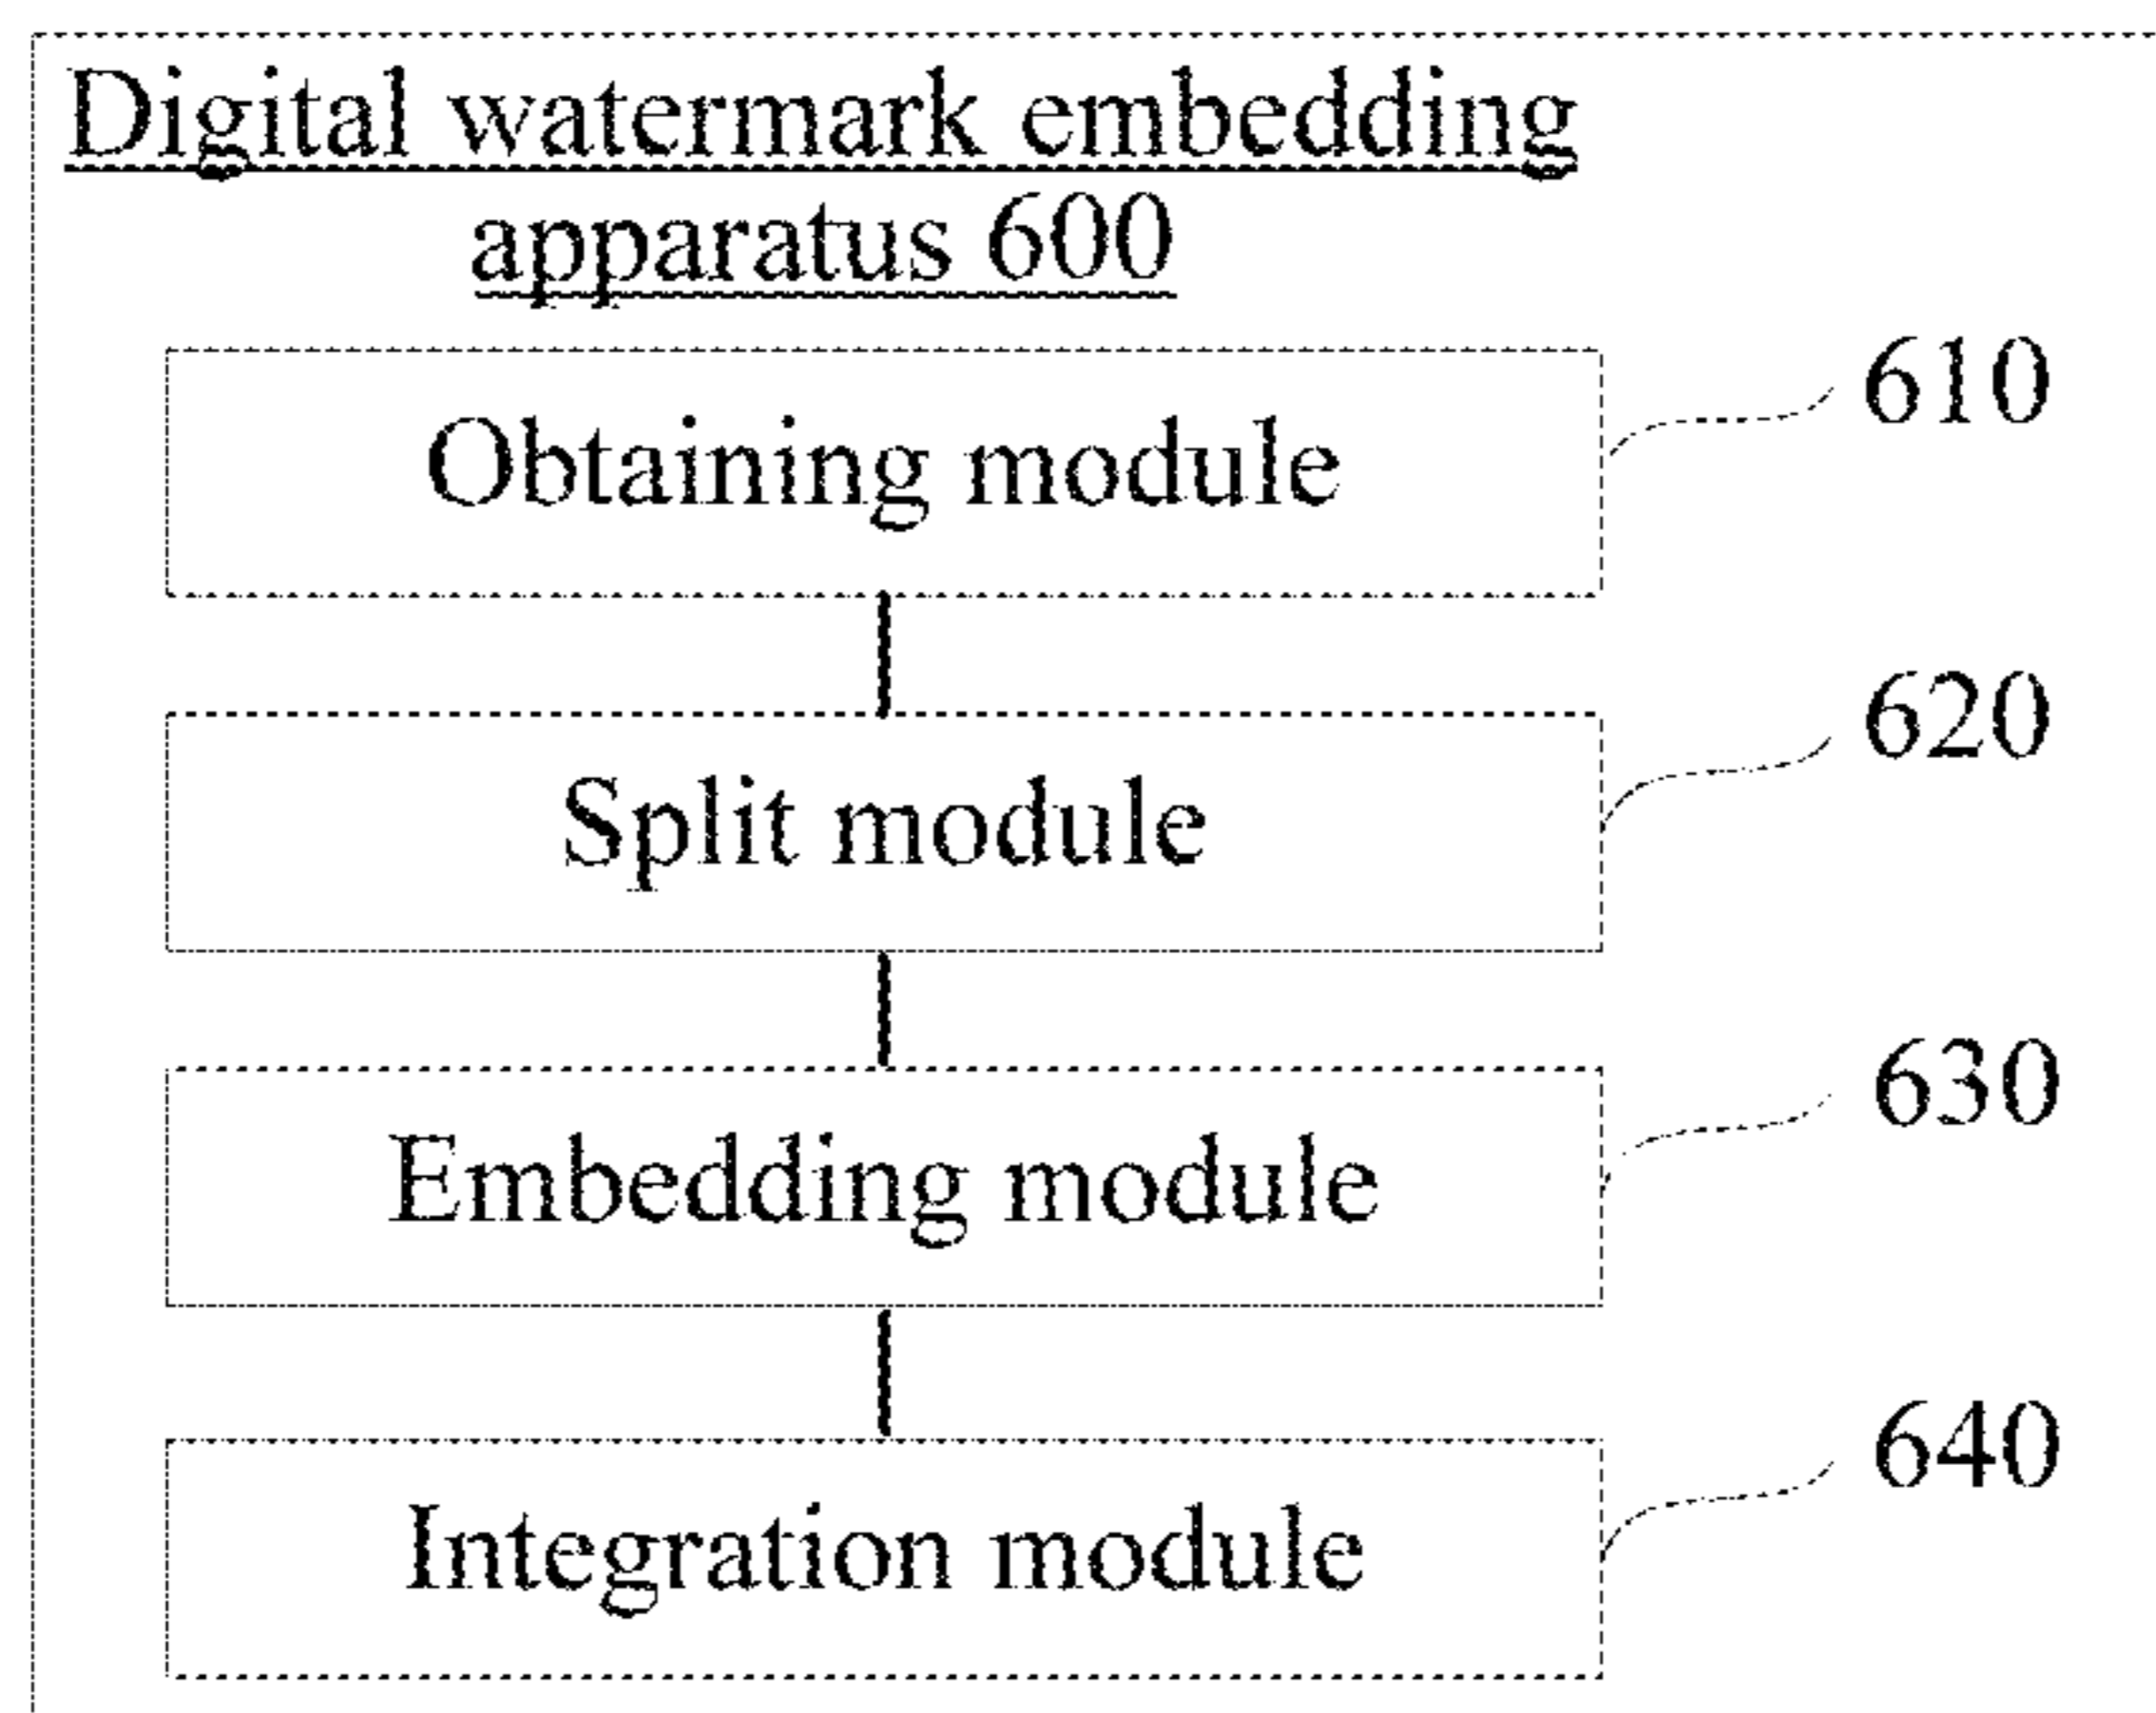 Digital watermark embedding
apparatus 600
610
Obtaining module
620
Split module
630
Embedding module
640
Integration module